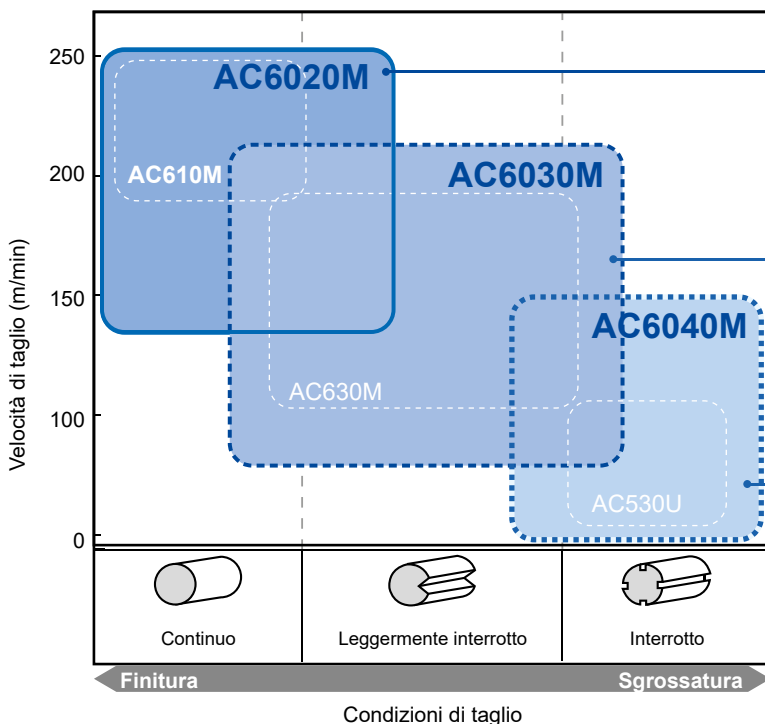 Velocità di taglio (m/min)
250
200
150
100
0
AC6020M
AC610M
AC6030M
AC630M
AC6040M
AC530U
Continuo
Leggermente interrotto
Interrotto
Finitura
Sgrossatura
Condizioni di taglio